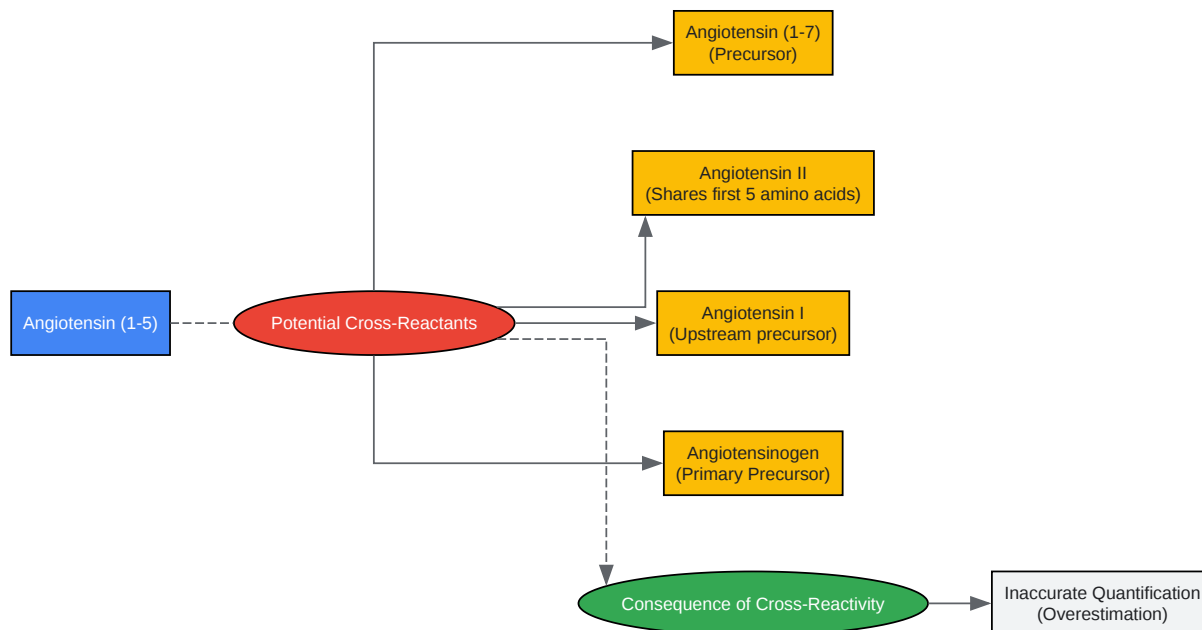 Angiotensin (1-7)
(Precursor)
Angiotensin II
(Shares first 5 amino acids)
Angiotensin (1-5)
Potential Cross-Reactants
Angiotensin I
(Upstream precursor)
Angiotensinogen
(Primary Precursor)
Consequence of Cross-Reactivity
Inaccurate Quantification
(Overestimation)